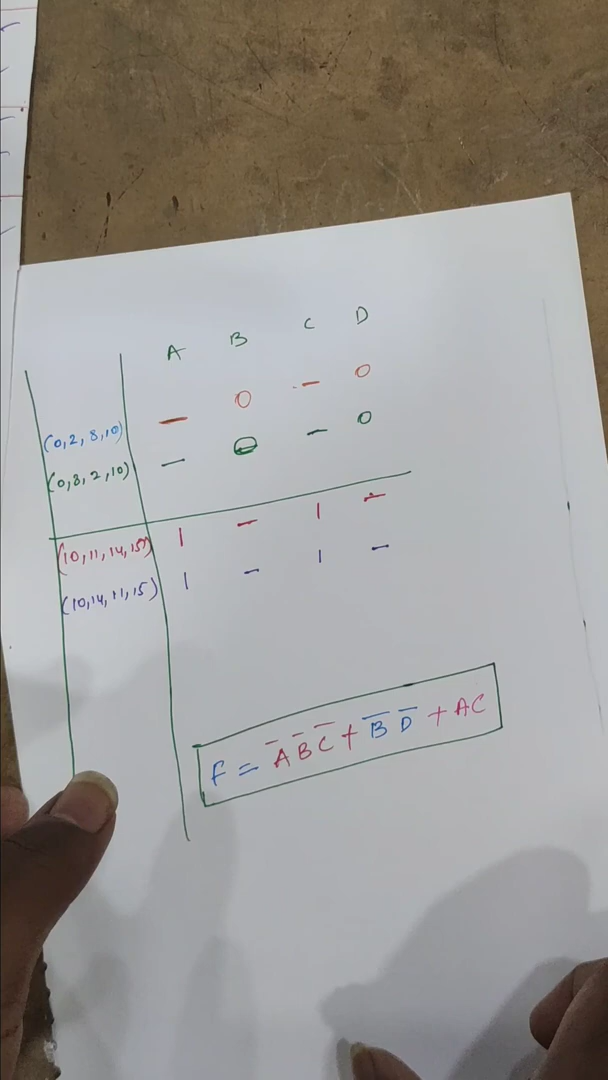 A B C D
(0,2,8,10) — 0 — 0
(0,8,2,10) — 0 — 0
(10,11,14,15) 1 — 1 —
(10,14,11,15) 1 — 1 —
F = A̅ B̅ C̅ + B̅ D̅ + AC